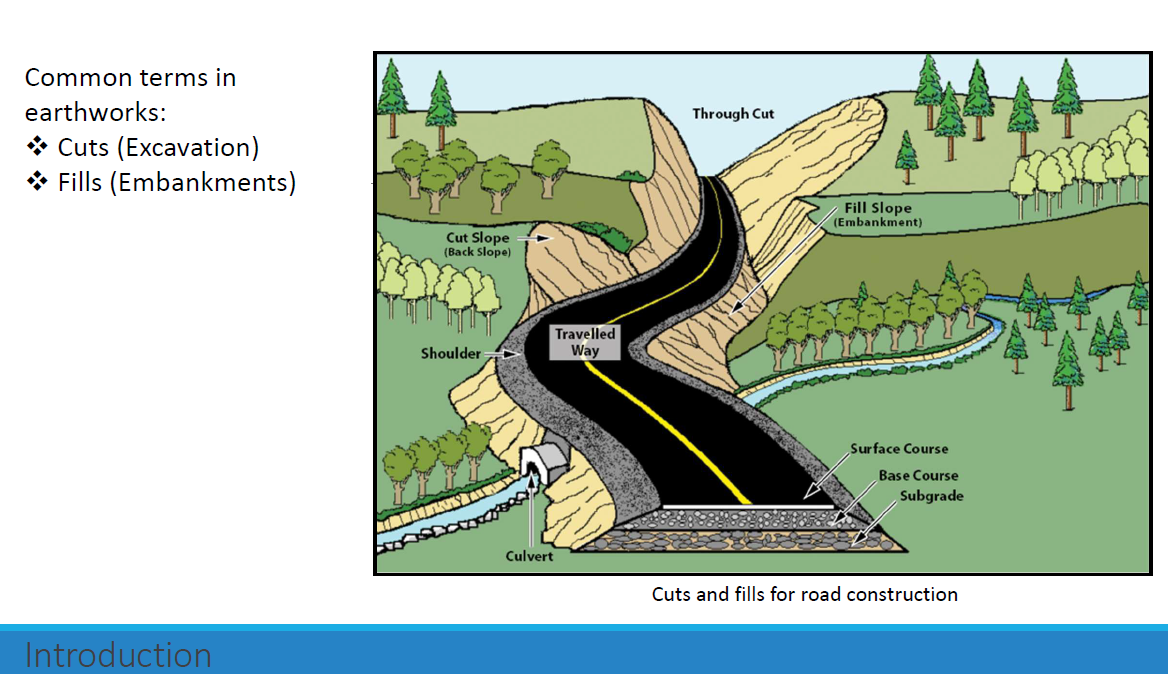 Common terms in
earthworks:
❖ Cuts (Excavation)
❖ Fills (Embankments)
Through Cut
Fill Slope
(Embankment)
Cut Slope
(Back Slope)
Travelled
Way
Shoulder
Surface Course
Base Course
Subgrade
Culvert
Cuts and fills for road construction
Introduction